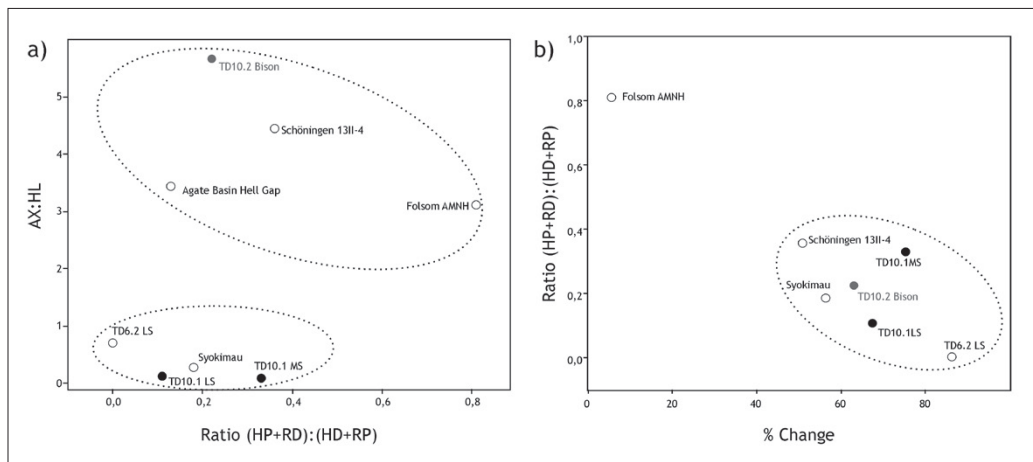 a)
5
4
3
2
1
0
AX:HL
TD10.2 Bison
Schöningen 13II-4
Agate Basin Hell Gap
Folsom AMNH
TD6.2 LS
Syokimau
TD10.1 LS
TD10.1 MS
0,0
0,2
0,4
0,6
0,8
Ratio (HP+RD):(HD+RP)
b)
1,0
0,8
0,6
0,4
0,2
0,0
Ratio (HP+RD):(HD+RP)
Folsom AMNH
Schöningen 13II-4
TD10.1MS
Syokimau
TD10.2 Bison
TD10.1LS
TD6.2 LS
0
20
40
60
80
% Change